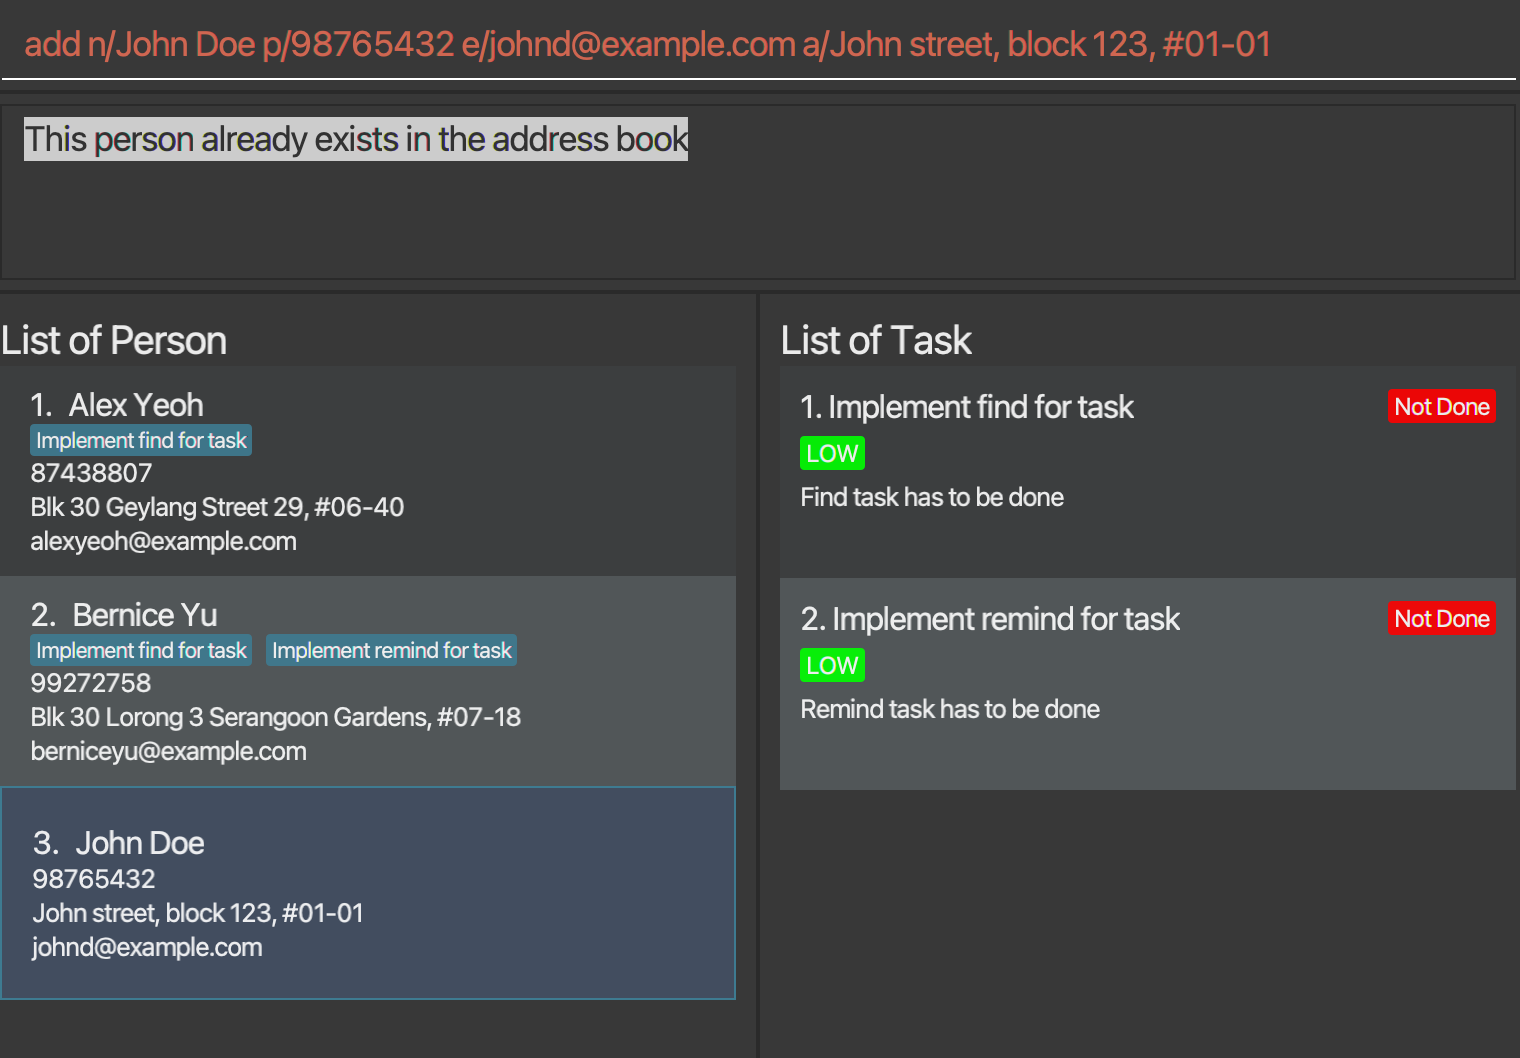 add n/John Doe p/98765432 e/johnd@example.com a/John street, block 123, #01-01
This person already exists in the address book
List of Person
1. Alex Yeoh
Implement find for task
87438807
Blk 30 Geylang Street 29, #06-40
alexyeoh@example.com
2. Bernice Yu
Implement find for task Implement remind for task
99272758
Blk 30 Lorong 3 Serangoon Gardens, #07-18
berniceyu@example.com
3. John Doe
98765432
John street, block 123, #01-01
johnd@example.com
List of Task
1. Implement find for task Not Done
LOW
Find task has to be done
2. Implement remind for task Not Done
LOW
Remind task has to be done